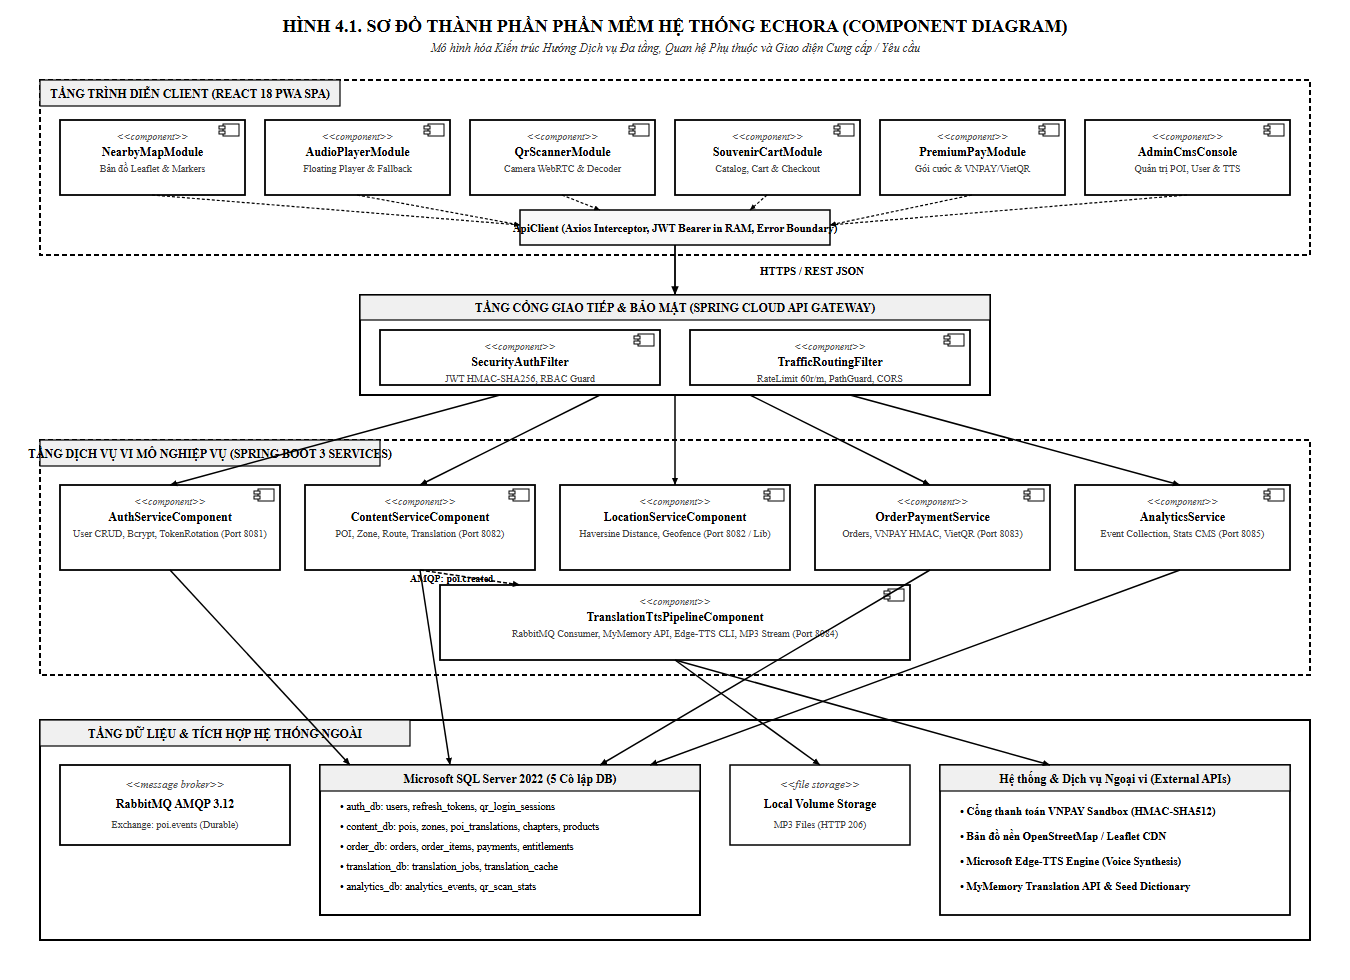 HÌNH 4.1. SƠ ĐỒ THÀNH PHẦN PHẦN MỀM HỆ THỐNG ECHORA (COMPONENT DIAGRAM)
Mô hình hóa Kiến trúc Hướng Dịch vụ Đa tầng, Quan hệ Phụ thuộc và Giao diện Cung cấp / Yêu cầu
TẦNG TRÌNH DIỄN CLIENT (REACT 18 PWA SPA)
<<component>>
NearbyMapModule
Bản đồ Leaflet & Markers
<<component>>
AudioPlayerModule
Floating Player & Fallback
<<component>>
QrScannerModule
Camera WebRTC & Decoder
<<component>>
SouvenirCartModule
Catalog, Cart & Checkout
<<component>>
PremiumPayModule
Gói cước & VNPAY/VietQR
<<component>>
AdminCmsConsole
Quản trị POI, User & TTS
ApiClient (Axios Interceptor, JWT Bearer in RAM, Error Boundary)
HTTPS / REST JSON
TẦNG CỔNG GIAO TIẾP & BẢO MẬT (SPRING CLOUD API GATEWAY)
<<component>>
SecurityAuthFilter
JWT HMAC-SHA256, RBAC Guard
<<component>>
TrafficRoutingFilter
RateLimit 60r/m, PathGuard, CORS
TẦNG DỊCH VỤ VI MÔ NGHIỆP VỤ (SPRING BOOT 3 SERVICES)
<<component>>
AuthServiceComponent
User CRUD, Bcrypt, TokenRotation (Port 8081)
<<component>>
ContentServiceComponent
POI, Zone, Route, Translation (Port 8082)
<<component>>
LocationServiceComponent
Haversine Distance, Geofence (Port 8082 / Lib)
<<component>>
OrderPaymentService
Orders, VNPAY HMAC, VietQR (Port 8083)
<<component>>
AnalyticsService
Event Collection, Stats CMS (Port 8085)
AMQP: poi.created
<<component>>
TranslationTtsPipelineComponent
RabbitMQ Consumer, MyMemory API, Edge-TTS CLI, MP3 Stream (Port 8084)
TẦNG DỮ LIỆU & TÍCH HỢP HỆ THỐNG NGOÀI
<<message broker>>
RabbitMQ AMQP 3.12
Exchange: poi.events (Durable)
Microsoft SQL Server 2022 (5 Cô lập DB)
• auth_db: users, refresh_tokens, qr_login_sessions
• content_db: pois, zones, poi_translations, chapters, products
• order_db: orders, order_items, payments, entitlements
• translation_db: translation_jobs, translation_cache
• analytics_db: analytics_events, qr_scan_stats
<<file storage>>
Local Volume Storage
MP3 Files (HTTP 206)
Hệ thống & Dịch vụ Ngoại vi (External APIs)
• Cổng thanh toán VNPAY Sandbox (HMAC-SHA512)
• Bản đồ nền OpenStreetMap / Leaflet CDN
• Microsoft Edge-TTS Engine (Voice Synthesis)
• MyMemory Translation API & Seed Dictionary